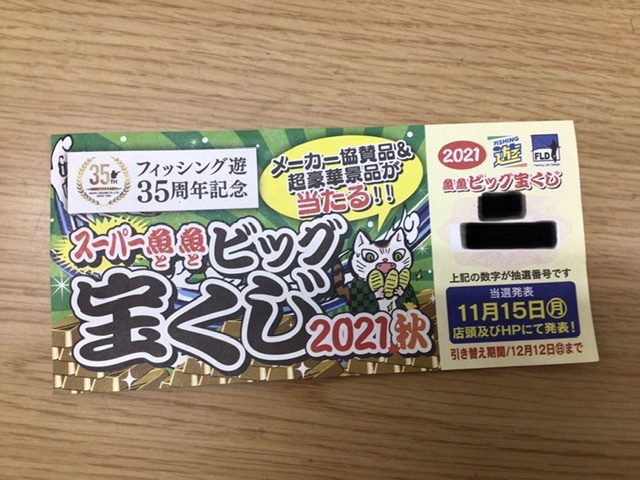 35th
フィッシング遊
35周年記念
メーカー協賛品&
超豪華景品が
当たる!!
スーパー魚と魚と
ビッグ
宝くじ
2021秋
2021
FISHING
遊
FLD
魚魚ビッグ宝くじ
上記の数字が抽選番号です
当選発表
11月15日(月)
店頭及びHPにて発表!
引き替え期間/12月12日(日)まで